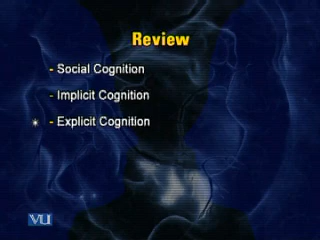 Review
- Social Cognition
- Implicit Cognition
* - Explicit Cognition
VU